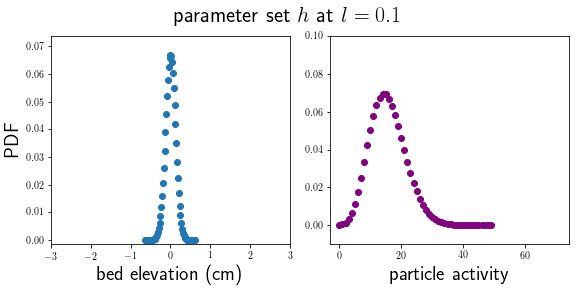 parameter set h at l = 0.1
PDF
0.07
0.06
0.05
0.04
0.03
0.02
0.01
0.00
−3 −2 −1 0 1 2 3
bed elevation (cm)
0.10
0.08
0.06
0.04
0.02
0.00
0 20 40 60
particle activity